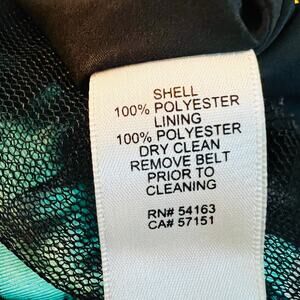 SHELL
100% POLYESTER
LINING
100% POLYESTER
DRY CLEAN
REMOVE BELT
PRIOR TO
CLEANING
RN# 54163
CA# 57151